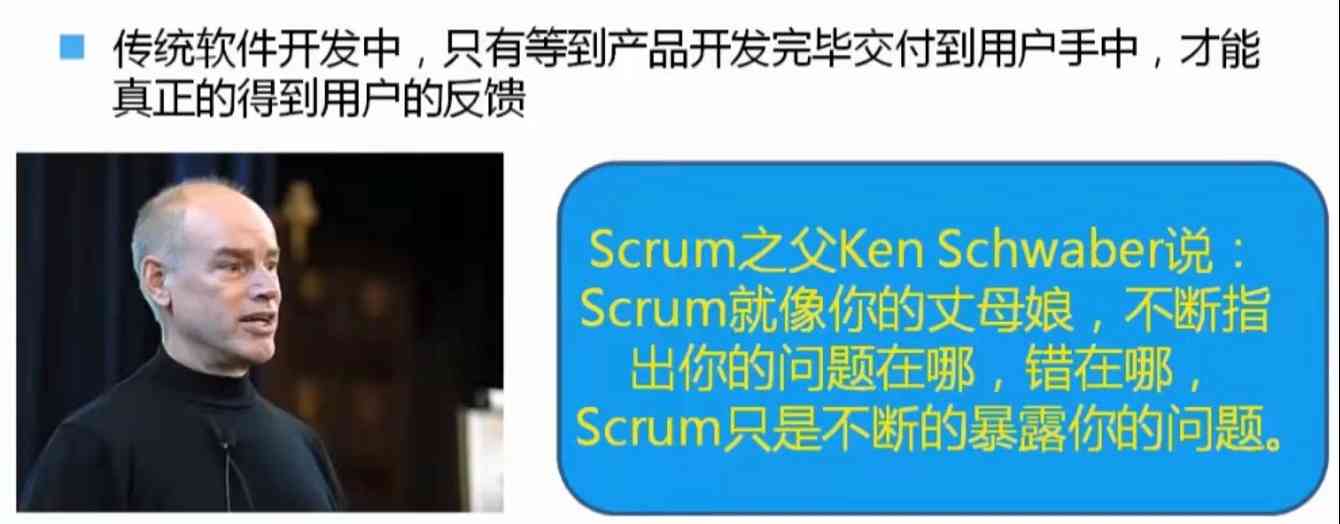 传统软件开发中，只有等到产品开发完毕交付到用户手中，才能
真正的得到用户的反馈
Scrum之父Ken Schwaber说：
Scrum就像你的丈母娘，不断指
出你的问题在哪，错在哪，
Scrum只是不断的暴露你的问题。